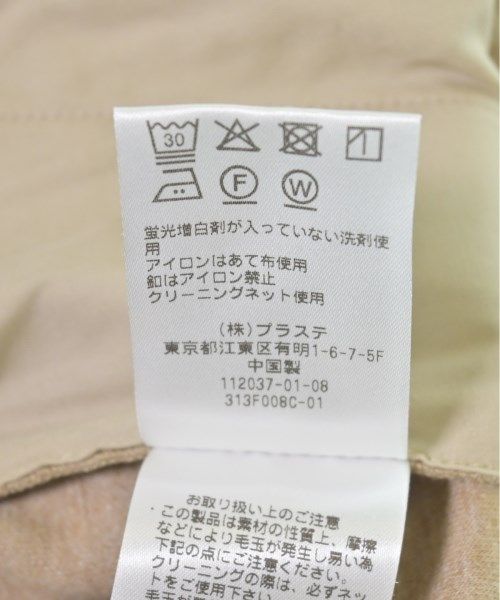 30
F W
蛍光増白剤が入っていない洗剤使
用
アイロンはあて布使用
釦はアイロン禁止
クリーニングネット使用
(株)プラステ
東京都江東区有明1-6-7-5F
中国製
112037-01-08
313F008C-01
お取り扱い上のご注意
・この製品は素材の性質上、摩擦
などにより毛玉が発生し易い為
下記の点にご注意ください。
クリーニングの際は、必ずネッ
トをご使用下さい。